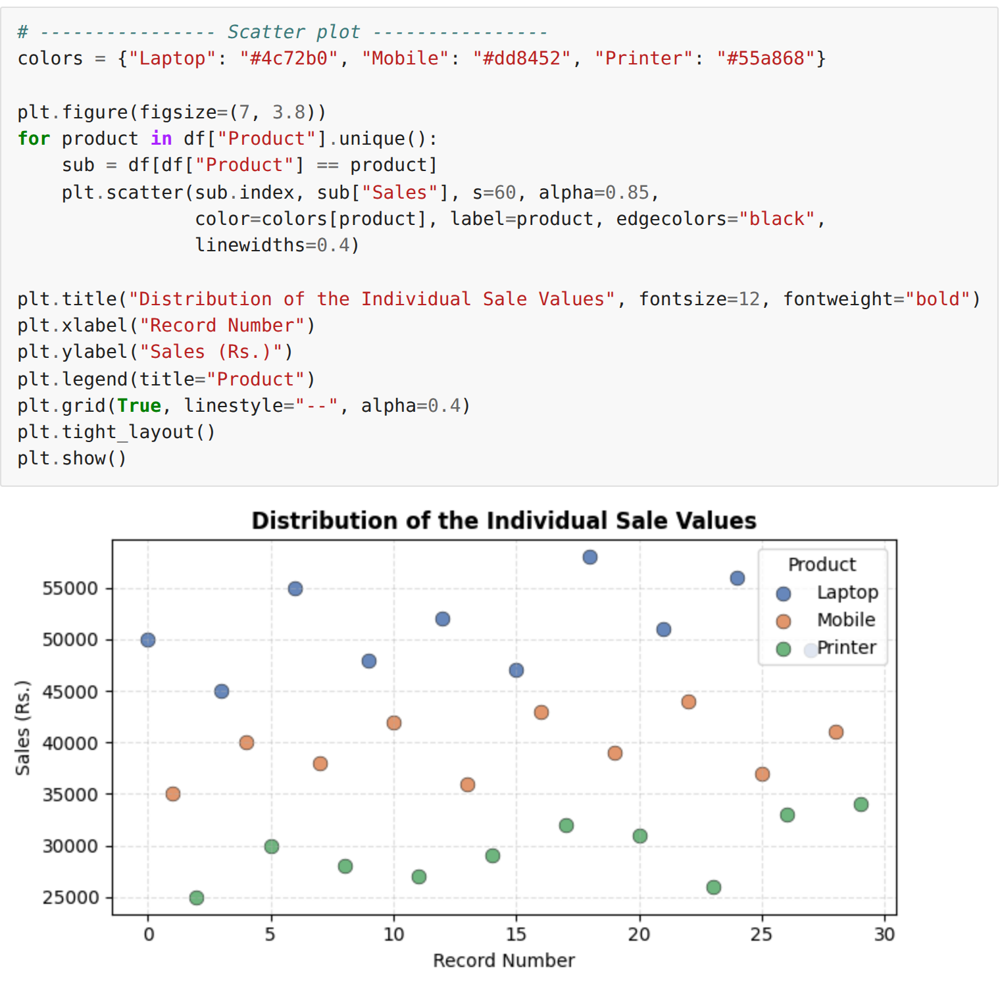 # ---------------- Scatter plot ----------------
colors = {"Laptop": "#4c72b0", "Mobile": "#dd8452", "Printer": "#55a868"}

plt.figure(figsize=(7, 3.8))
for product in df["Product"].unique():
    sub = df[df["Product"] == product]
    plt.scatter(sub.index, sub["Sales"], s=60, alpha=0.85,
                color=colors[product], label=product, edgecolors="black",
                linewidths=0.4)

plt.title("Distribution of the Individual Sale Values", fontsize=12, fontweight="bold")
plt.xlabel("Record Number")
plt.ylabel("Sales (Rs.)")
plt.legend(title="Product")
plt.grid(True, linestyle="--", alpha=0.4)
plt.tight_layout()
plt.show()
Distribution of the Individual Sale Values
Product
Laptop
Mobile
Printer
Sales (Rs.)
55000
50000
45000
40000
35000
30000
25000
0 5 10 15 20 25 30
Record Number